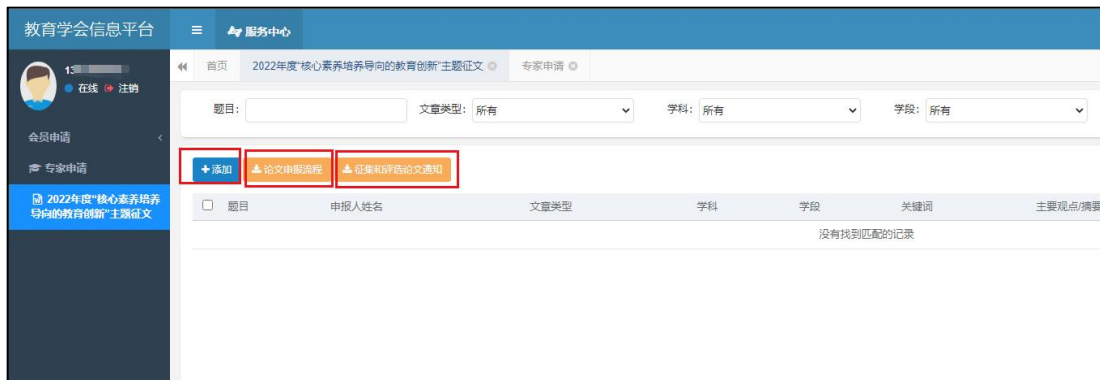 教育学会信息平台
服务中心
13
在线 注销
会员申请
专家申请
2022年度"核心素养培养
导向的教育创新"主题征文
首页 2022年度"核心素养培养导向的教育创新"主题征文 专家申请
题目: 文章类型: 所有 学科: 所有 学段: 所有
+添加 论文申报流程 征集和评选论文通知
题目 申报人姓名 文章类型 学科 学段 关键词 主要观点/摘要
没有找到匹配的记录